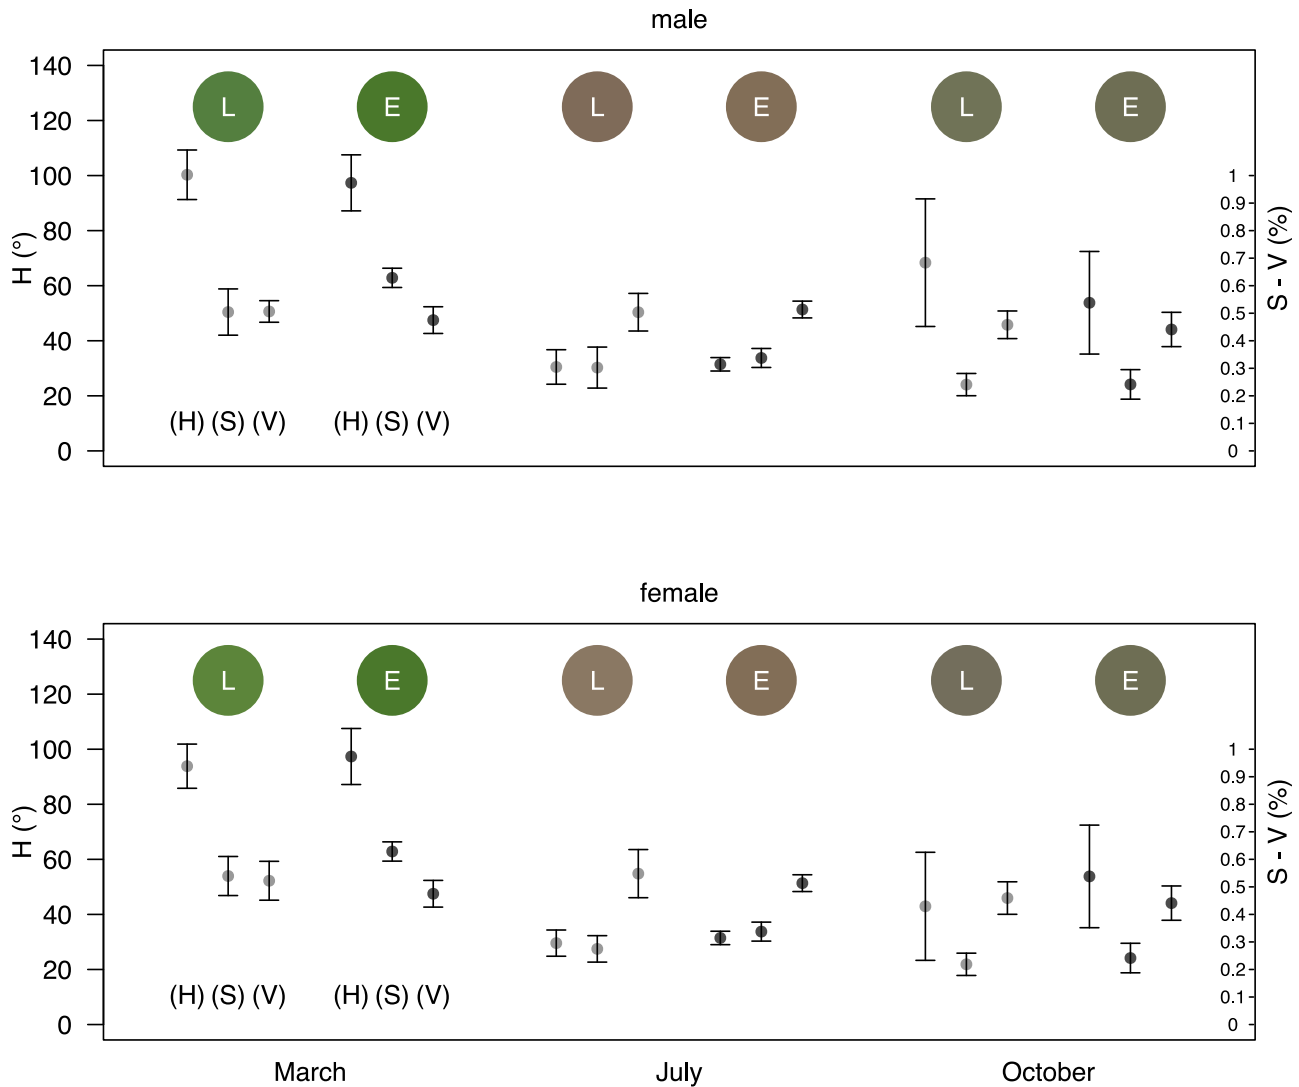 male
140
120
100
80
60
40
20
0
H (°)
L
E
L
E
L
E
(H) (S) (V)
(H) (S) (V)
1
0.9
0.8
0.7
0.6
0.5
0.4
0.3
0.2
0.1
0
S - V (%)
female
140
120
100
80
60
40
20
0
H (°)
L
E
L
E
L
E
(H) (S) (V)
(H) (S) (V)
1
0.9
0.8
0.7
0.6
0.5
0.4
0.3
0.2
0.1
0
S - V (%)
March
July
October